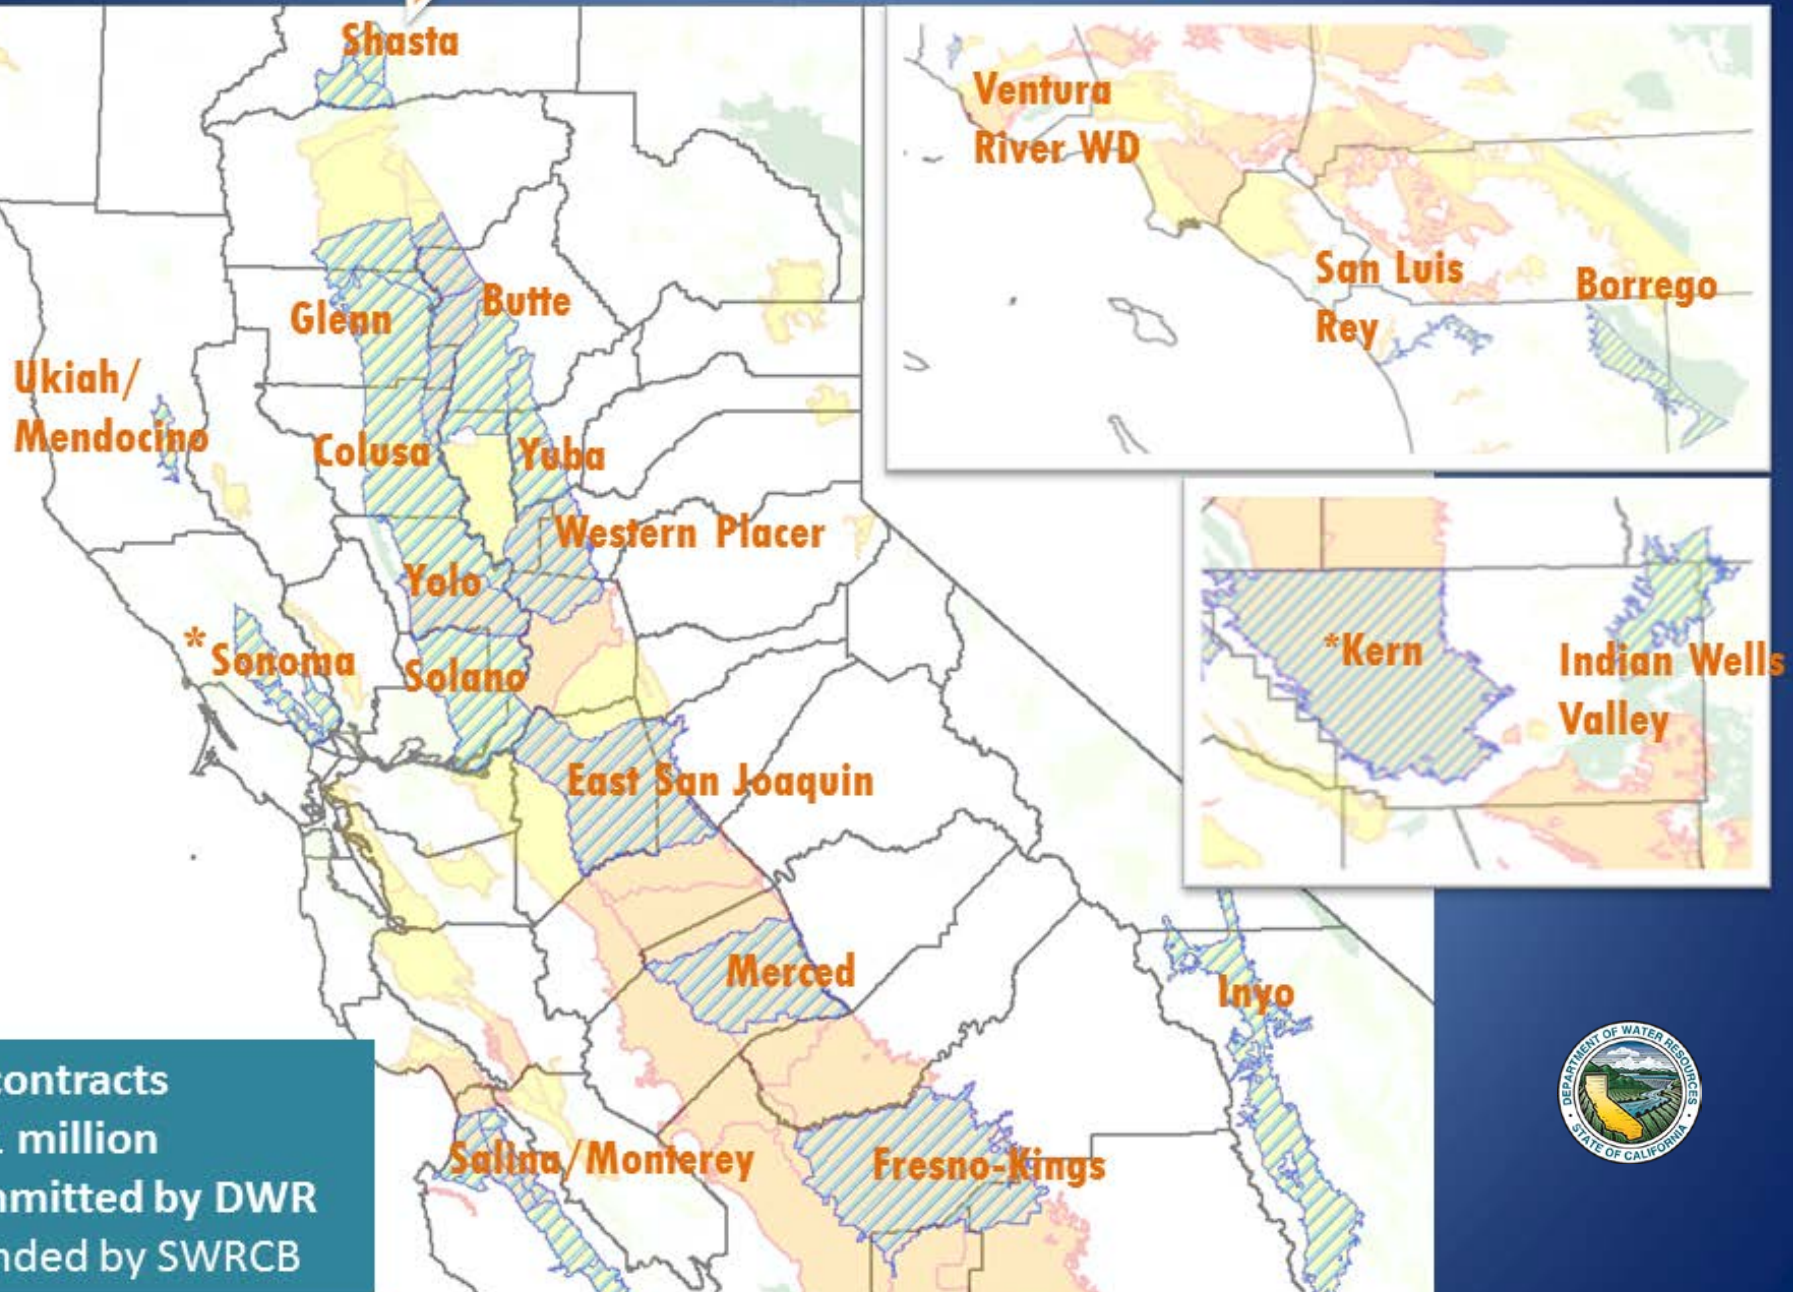 Shasta
Glenn
Butte
Ukiah/
Mendocino
Colusa
Yuba
Western Placer
Yolo
*Sonoma
Solano
East San Joaquin
Merced
Inyo
Salina/Monterey
Fresno-Kings
Ventura
River WD
San Luis
Rey
Borrego
*Kern
Indian Wells
Valley
contracts
million
mmitted by DWR
nded by SWRCB
DEPARTMENT OF WATER RESOURCES
STATE OF CALIFORNIA